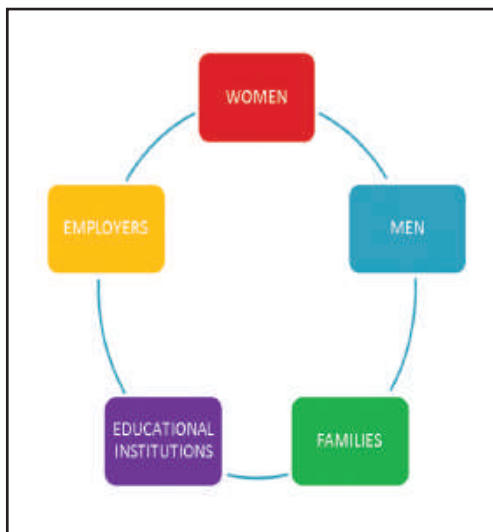 WOMEN
MEN
FAMILIES
EDUCATIONAL
INSTITUTIONS
EMPLOYERS